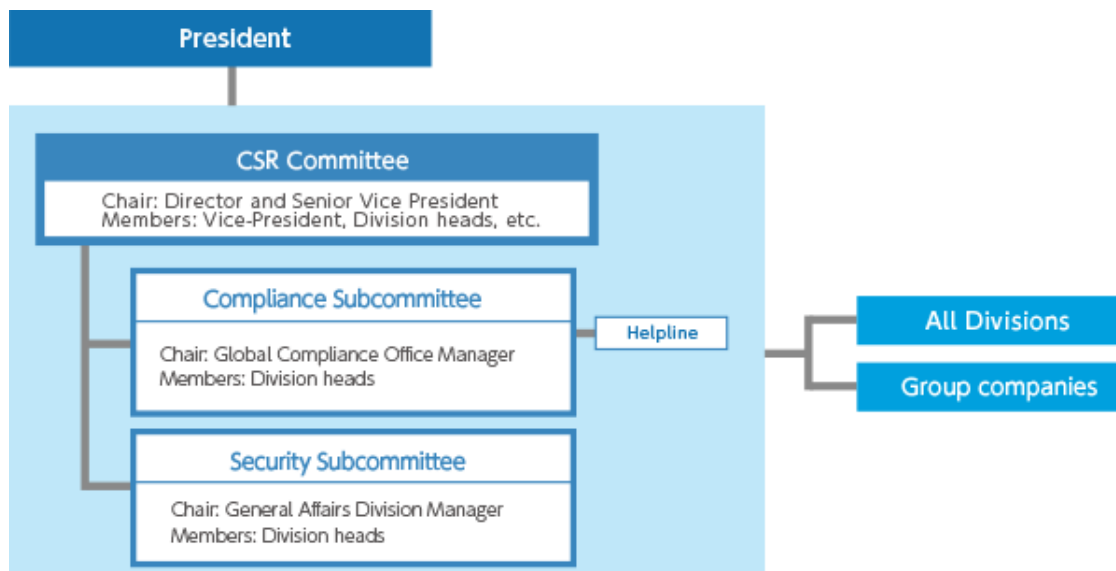 President
CSR Committee
Chair: Director and Senior Vice President
Members: Vice-President, Division heads, etc.
Compliance Subcommittee
Chair: Global Compliance Office Manager
Members: Division heads
Helpline
All Divisions
Group companies
Security Subcommittee
Chair: General Affairs Division Manager
Members: Division heads